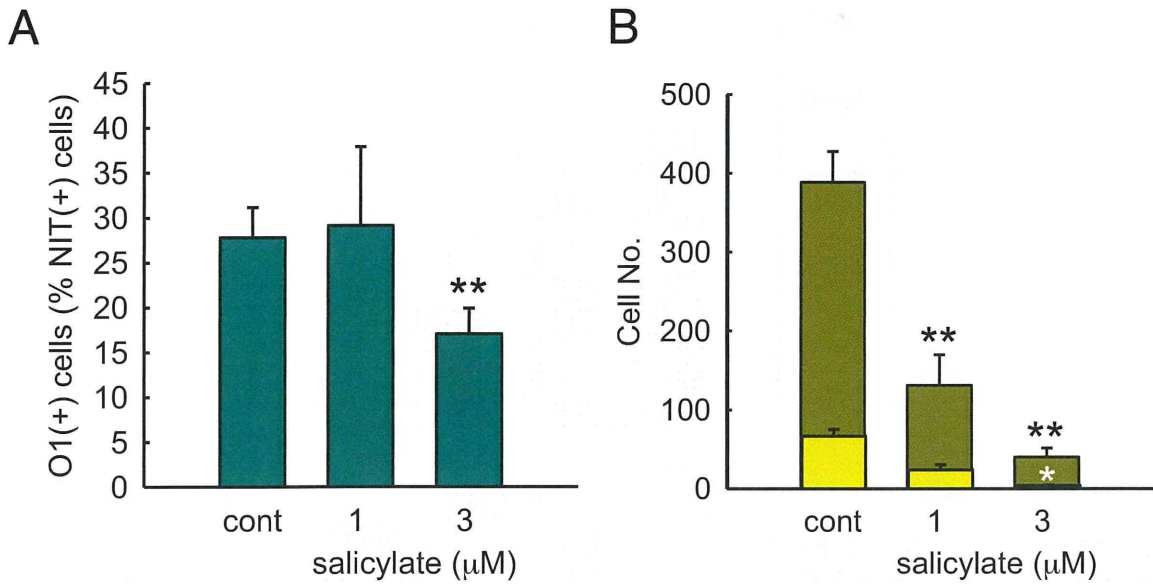 A
O1(+) cells (% NIT(+) cells)
45
40
35
30
25
20
15
10
5
0
**
cont 1 3
salicylate (μM)
B
Cell No.
500
400
300
200
100
0
**
**
*
cont 1 3
salicylate (μM)